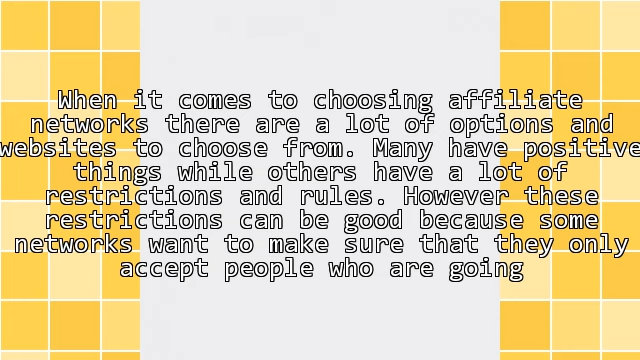 When it comes to choosing affiliate
networks there are a lot of options and
websites to choose from. Many have positive
things while others have a lot of
restrictions and rules. However these
restrictions can be good because some
networks want to make sure that they only
accept people who are going